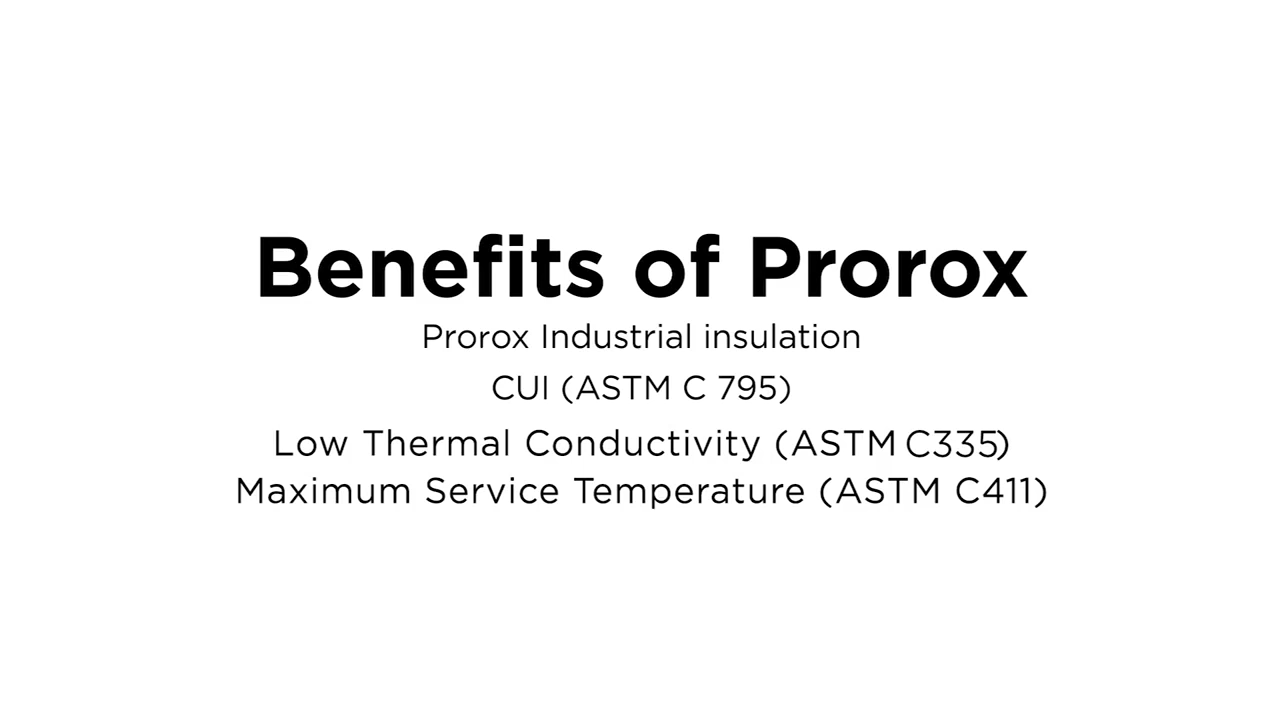 Benefits of Prorox
Prorox Industrial insulation
CUI (ASTM C 795)
Low Thermal Conductivity (ASTM C335)
Maximum Service Temperature (ASTM C411)